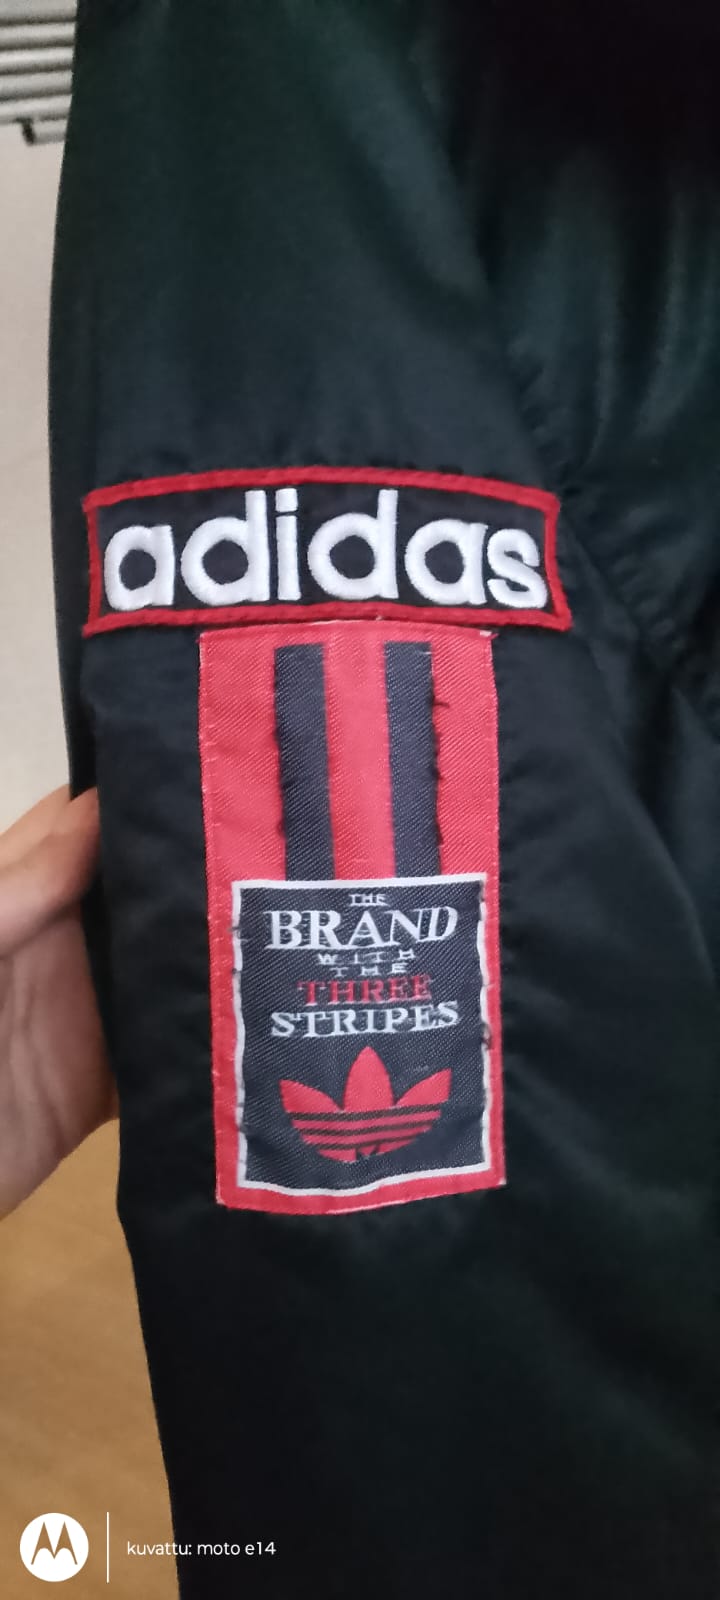 adidas
THE
BRAND
WITH
THE
THREE
STRIPES
kuvattu: moto e14